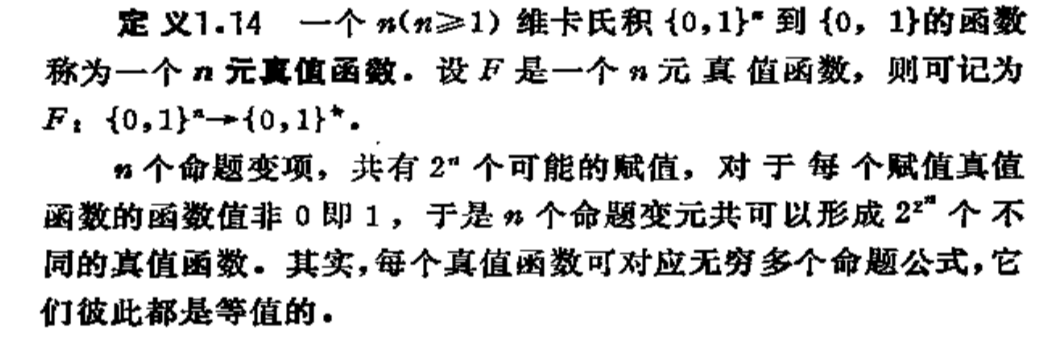 定义1.14 一个 n(n≥1) 维卡氏积 {0,1}ⁿ 到 {0, 1}的函数
称为一个 n 元真值函数。设 F 是一个 n 元真值函数，则可记为
F: {0,1}ⁿ→{0,1}*.
n 个命题变项，共有 2ⁿ 个可能的赋值，对于每个赋值真值
函数的函数值非 0 即 1，于是 n 个命题变元共可以形成 2^{2^n} 个不
同的真值函数。其实，每个真值函数可对应无穷多个命题公式，它
们彼此都是等值的。